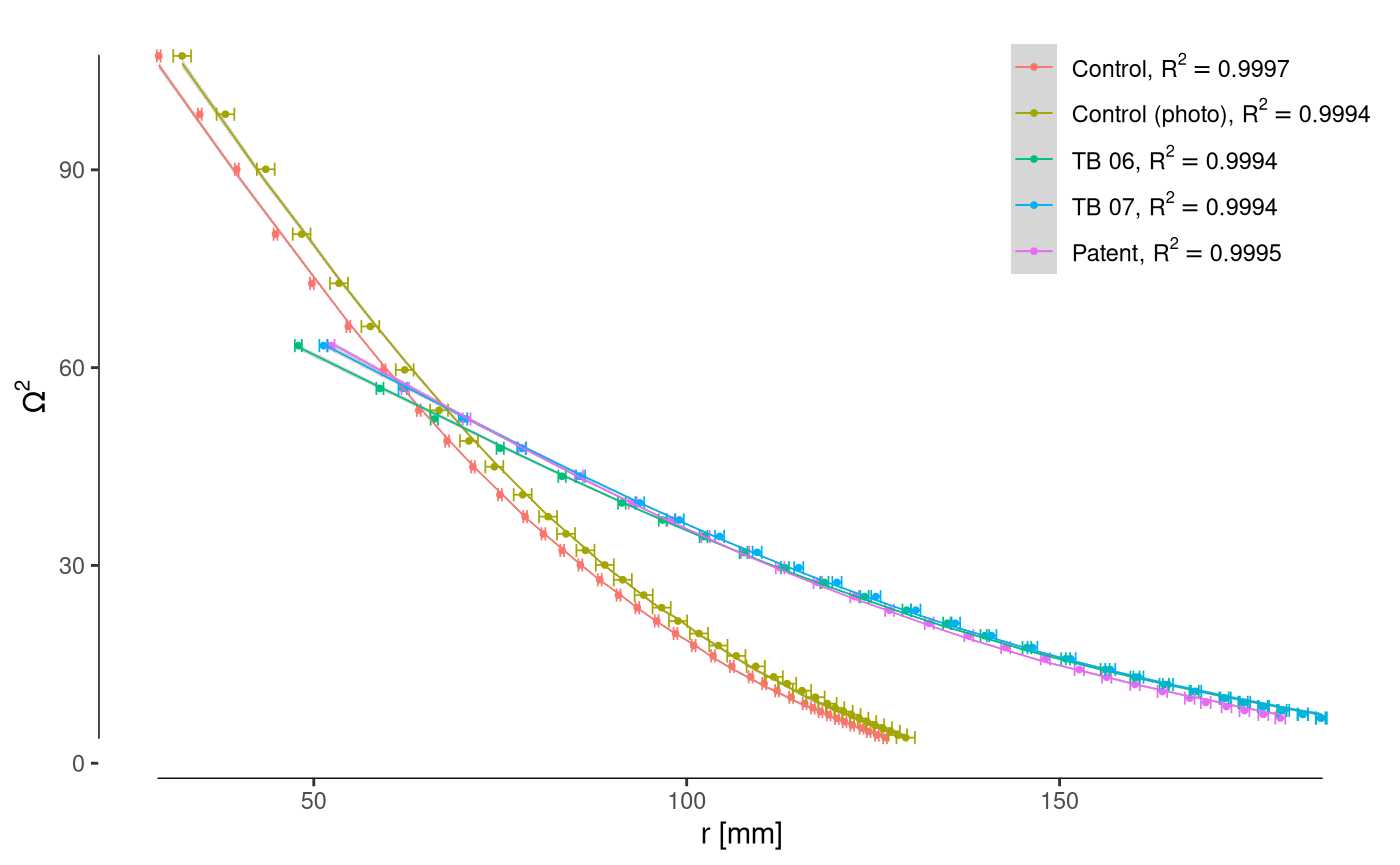 Control, R² = 0.9997
Control (photo), R² = 0.9994
TB 06, R² = 0.9994
TB 07, R² = 0.9994
Patent, R² = 0.9995
90
60
30
0
Ω²
50 100 150
r [mm]